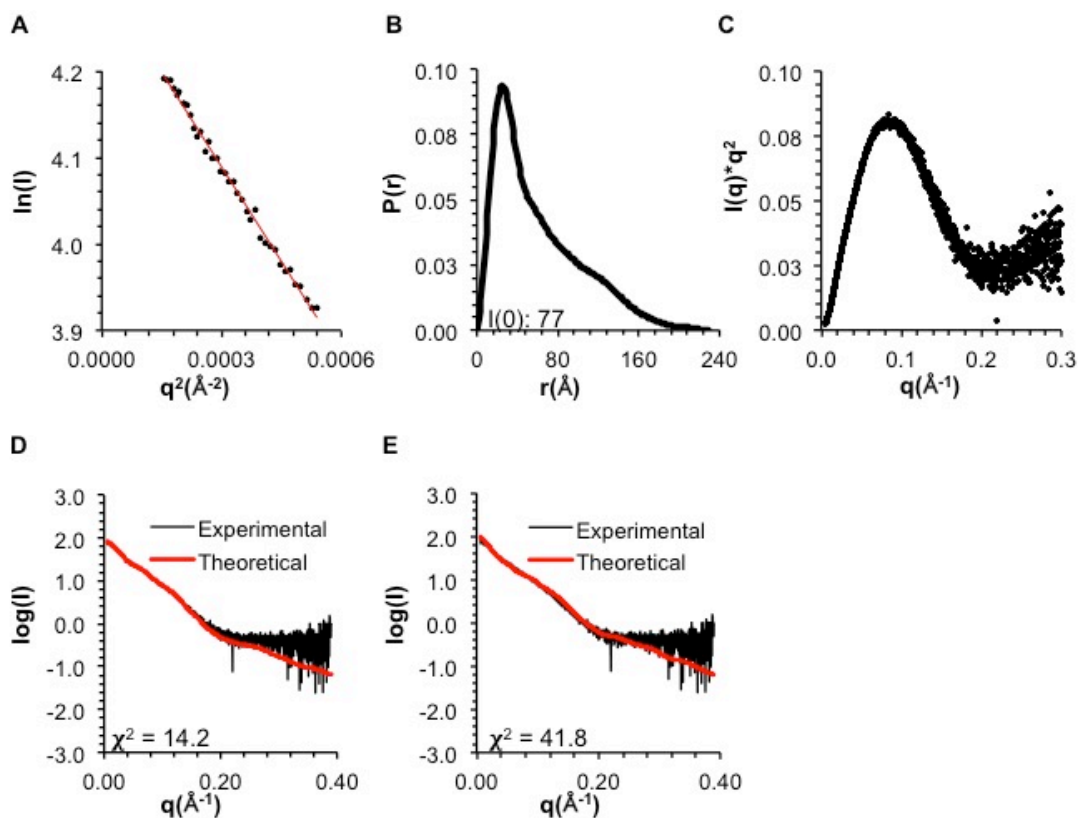 A
B
C
4.2
4.1
4.0
3.9
ln(I)
0.0000
0.0003
0.0006
q²(Å⁻²)
0.10
0.08
0.05
0.03
0.00
P(r)
I(0): 77
0
80
160
240
r(Å)
0.10
0.08
0.05
0.03
0.00
I(q)*q²
0.0
0.1
0.2
0.3
q(Å⁻¹)
D
E
3.0
2.0
1.0
0.0
-1.0
-2.0
-3.0
log(I)
Experimental
Theoretical
χ² = 14.2
0.00
0.20
0.40
q(Å⁻¹)
3.0
2.0
1.0
0.0
-1.0
-2.0
-3.0
log(I)
Experimental
Theoretical
χ² = 41.8
0.00
0.20
0.40
q(Å⁻¹)